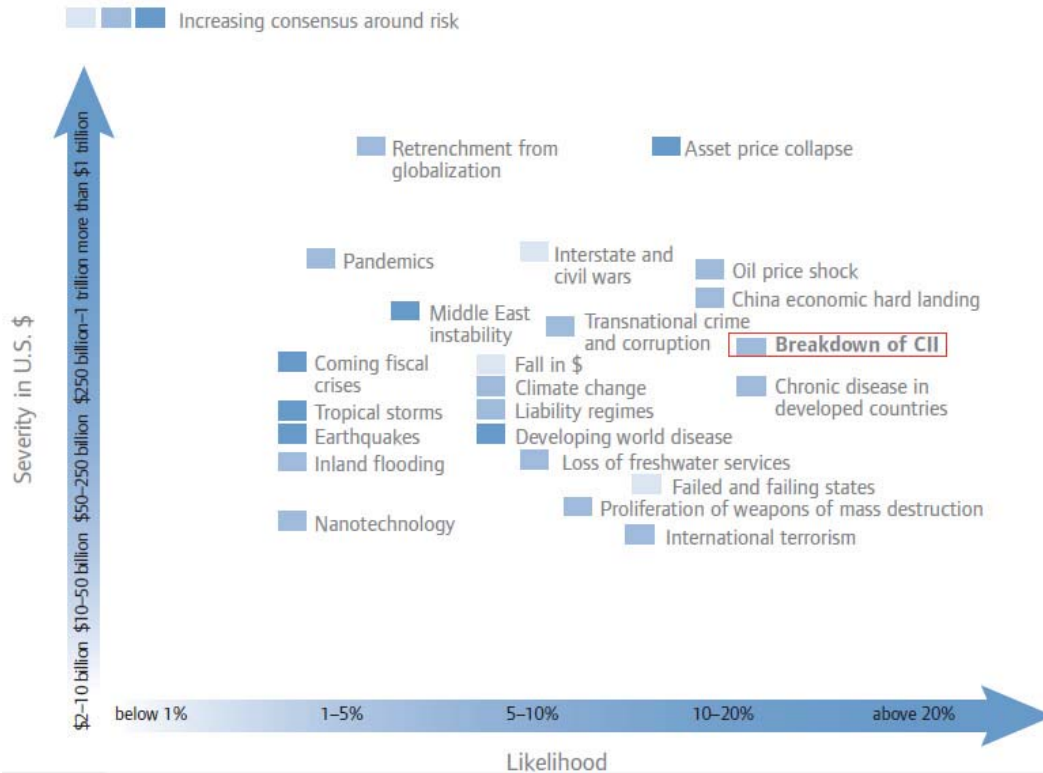 Increasing consensus around risk
Severity in U.S. $
$2–10 billion $10–50 billion $50–250 billion $250 billion–1 trillion more than $1 trillion
Retrenchment from
globalization
Asset price collapse
Pandemics
Interstate and
civil wars
Oil price shock
China economic hard landing
Middle East
instability
Transnational crime
and corruption
Breakdown of CII
Coming fiscal
crises
Fall in $
Climate change
Chronic disease in
developed countries
Tropical storms
Liability regimes
Earthquakes
Developing world disease
Inland flooding
Loss of freshwater services
Failed and failing states
Proliferation of weapons of mass destruction
Nanotechnology
International terrorism
below 1%
1–5%
5–10%
10–20%
above 20%
Likelihood